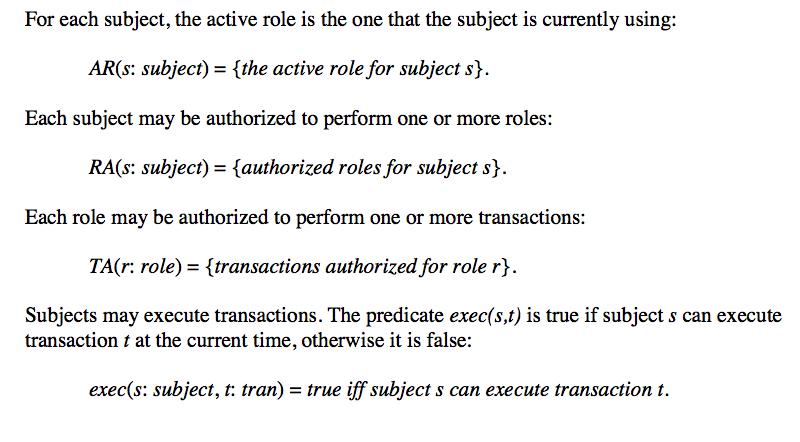 For each subject, the active role is the one that the subject is currently using:
AR(s: subject) = {the active role for subject s}.
Each subject may be authorized to perform one or more roles:
RA(s: subject) = {authorized roles for subject s}.
Each role may be authorized to perform one or more transactions:
TA(r: role) = {transactions authorized for role r}.
Subjects may execute transactions. The predicate exec(s,t) is true if subject s can execute
transaction t at the current time, otherwise it is false:
exec(s: subject, t: tran) = true iff subject s can execute transaction t.